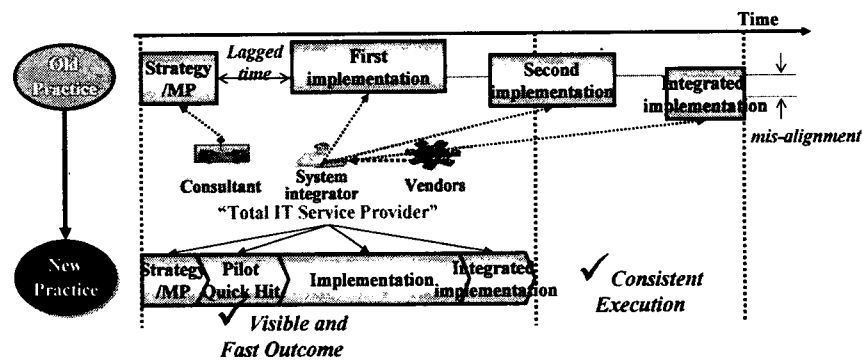 Time
Old
Practice
Strategy
/MP
Lagged
time
First
implementation
Second
implementation
Integrated
implementation
mis-alignment
Consultant
System
integrator
Vendors
“Total IT Service Provider”
New
Practice
Strategy
/MP
Pilot
Quick Hit
Implementation
Integrated
implementation
Visible and
Fast Outcome
Consistent
Execution